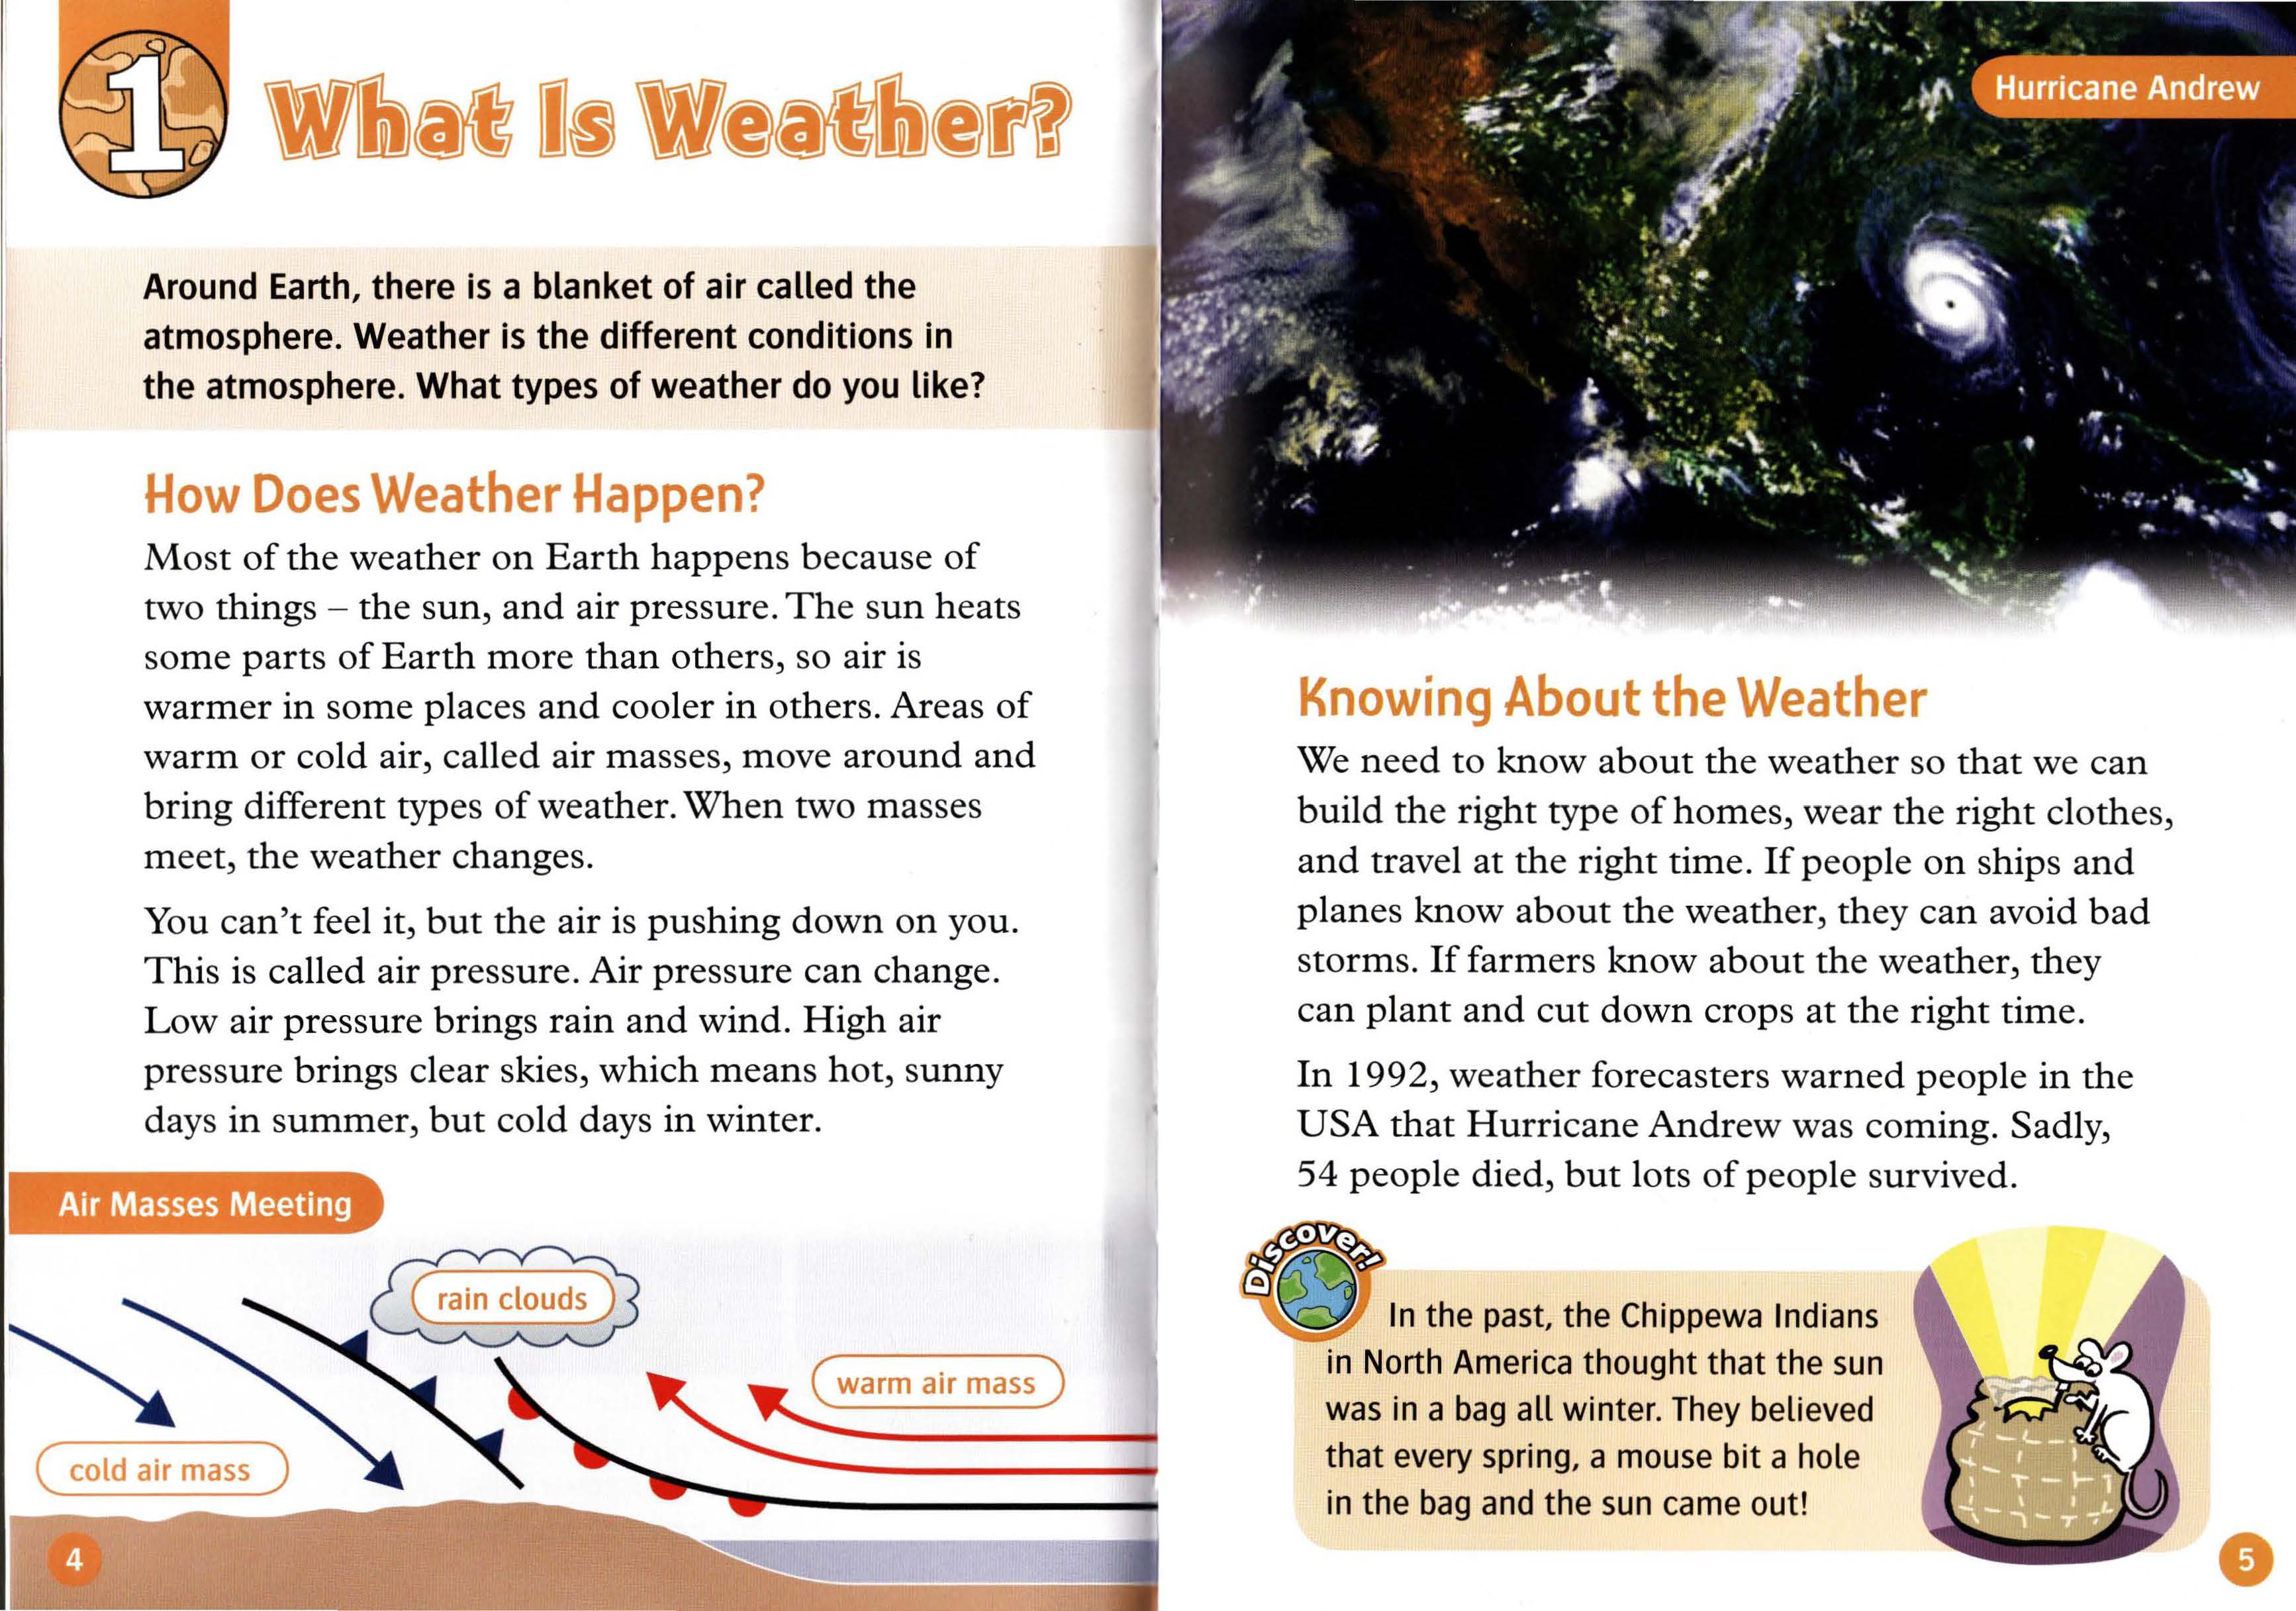 1
What Is Weather?
Around Earth, there is a blanket of air called the
atmosphere. Weather is the different conditions in
the atmosphere. What types of weather do you like?
How Does Weather Happen?
Most of the weather on Earth happens because of
two things – the sun, and air pressure. The sun heats
some parts of Earth more than others, so air is
warmer in some places and cooler in others. Areas of
warm or cold air, called air masses, move around and
bring different types of weather. When two masses
meet, the weather changes.
You can't feel it, but the air is pushing down on you.
This is called air pressure. Air pressure can change.
Low air pressure brings rain and wind. High air
pressure brings clear skies, which means hot, sunny
days in summer, but cold days in winter.
Air Masses Meeting
rain clouds
warm air mass
cold air mass
4
Hurricane Andrew
Knowing About the Weather
We need to know about the weather so that we can
build the right type of homes, wear the right clothes,
and travel at the right time. If people on ships and
planes know about the weather, they can avoid bad
storms. If farmers know about the weather, they
can plant and cut down crops at the right time.
In 1992, weather forecasters warned people in the
USA that Hurricane Andrew was coming. Sadly,
54 people died, but lots of people survived.
Discover!
In the past, the Chippewa Indians
in North America thought that the sun
was in a bag all winter. They believed
that every spring, a mouse bit a hole
in the bag and the sun came out!
5